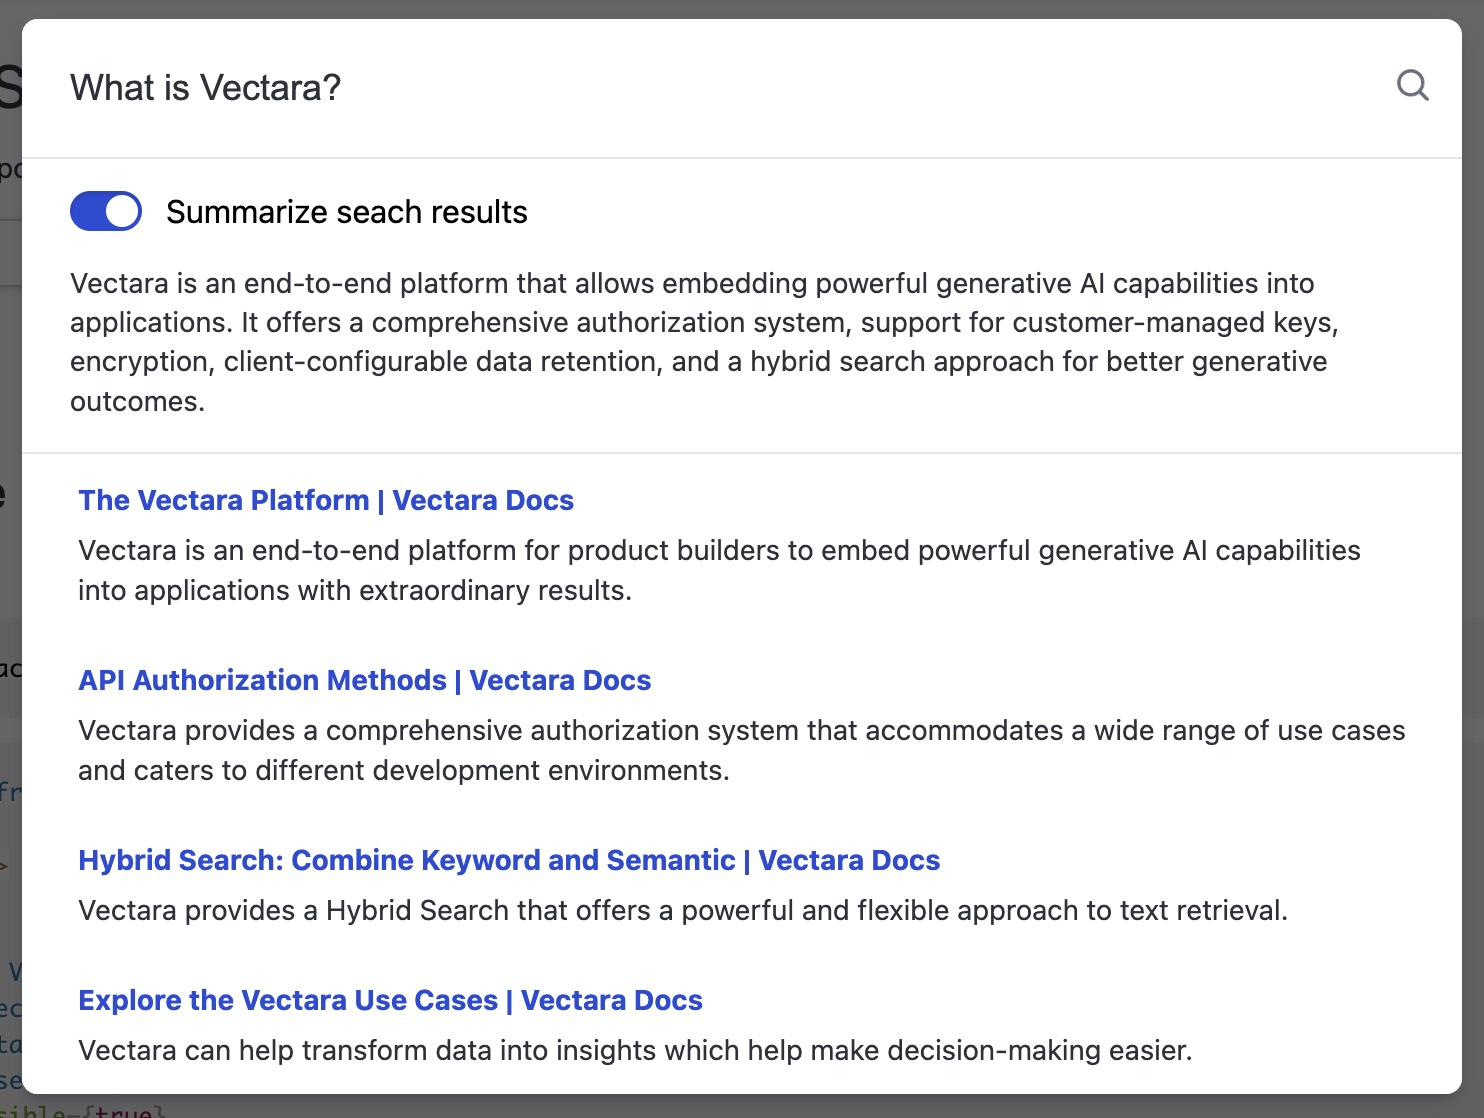 What is Vectara?
Summarize seach results
Vectara is an end-to-end platform that allows embedding powerful generative AI capabilities into
applications. It offers a comprehensive authorization system, support for customer-managed keys,
encryption, client-configurable data retention, and a hybrid search approach for better generative
outcomes.
The Vectara Platform | Vectara Docs
Vectara is an end-to-end platform for product builders to embed powerful generative AI capabilities
into applications with extraordinary results.
API Authorization Methods | Vectara Docs
Vectara provides a comprehensive authorization system that accommodates a wide range of use cases
and caters to different development environments.
Hybrid Search: Combine Keyword and Semantic | Vectara Docs
Vectara provides a Hybrid Search that offers a powerful and flexible approach to text retrieval.
Explore the Vectara Use Cases | Vectara Docs
Vectara can help transform data into insights which help make decision-making easier.